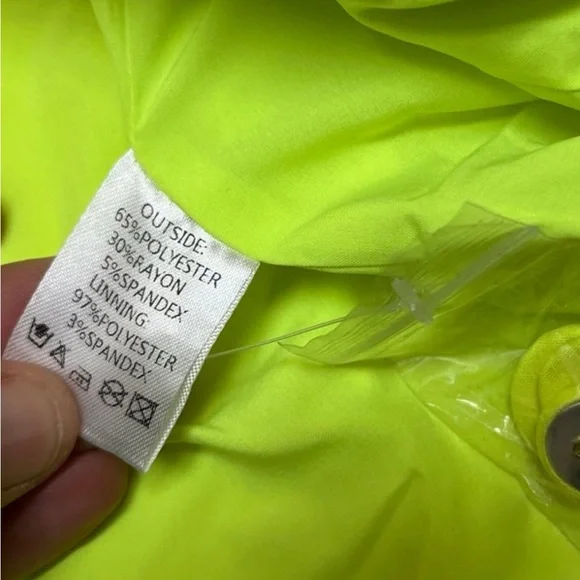 OUTSIDE:
65%POLYESTER
30%RAYON
5%SPANDEX
LINNING:
97%POLYESTER
3%SPANDEX